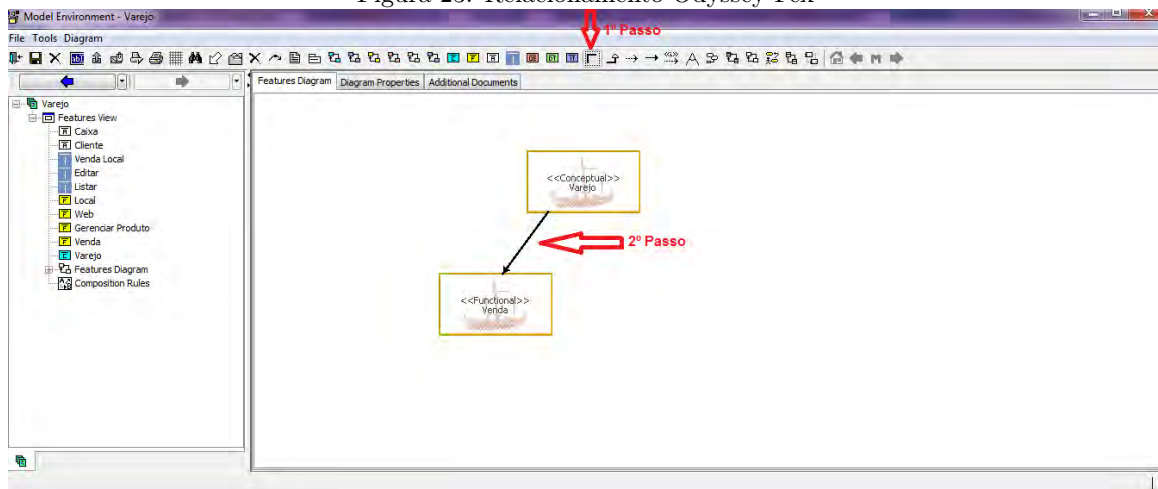 Figura 25: Relacionamento Odyssey-Fex
Model Environment - Varejo
1º Passo
File Tools Diagram
Features Diagram Diagram Properties Additional Documents
Varejo
Features View
Caixa
Cliente
Venda Local
Editar
Listar
Local
Web
Gerenciar Produto
Venda
Varejo
Features Diagram
Composition Rules
<<Conceptual>>
Varejo
2º Passo
<<Functional>>
Venda